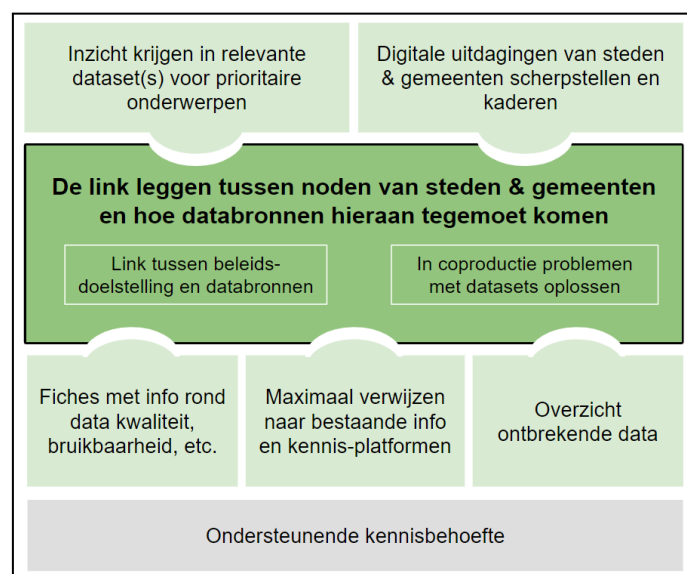 Inzicht krijgen in relevante
dataset(s) voor prioritaire
onderwerpen
Digitale uitdagingen van steden
& gemeenten scherpstellen en
kaderen
De link leggen tussen noden van steden & gemeenten
en hoe databronnen hieraan tegemoet komen
Link tussen beleids-
doelstelling en databronnen
In coproductie problemen
met datasets oplossen
Fiches met info rond
data kwaliteit,
bruikbaarheid, etc.
Maximaal verwijzen
naar bestaande info
en kennis-platformen
Overzicht
ontbrekende data
Ondersteunende kennisbehoefte